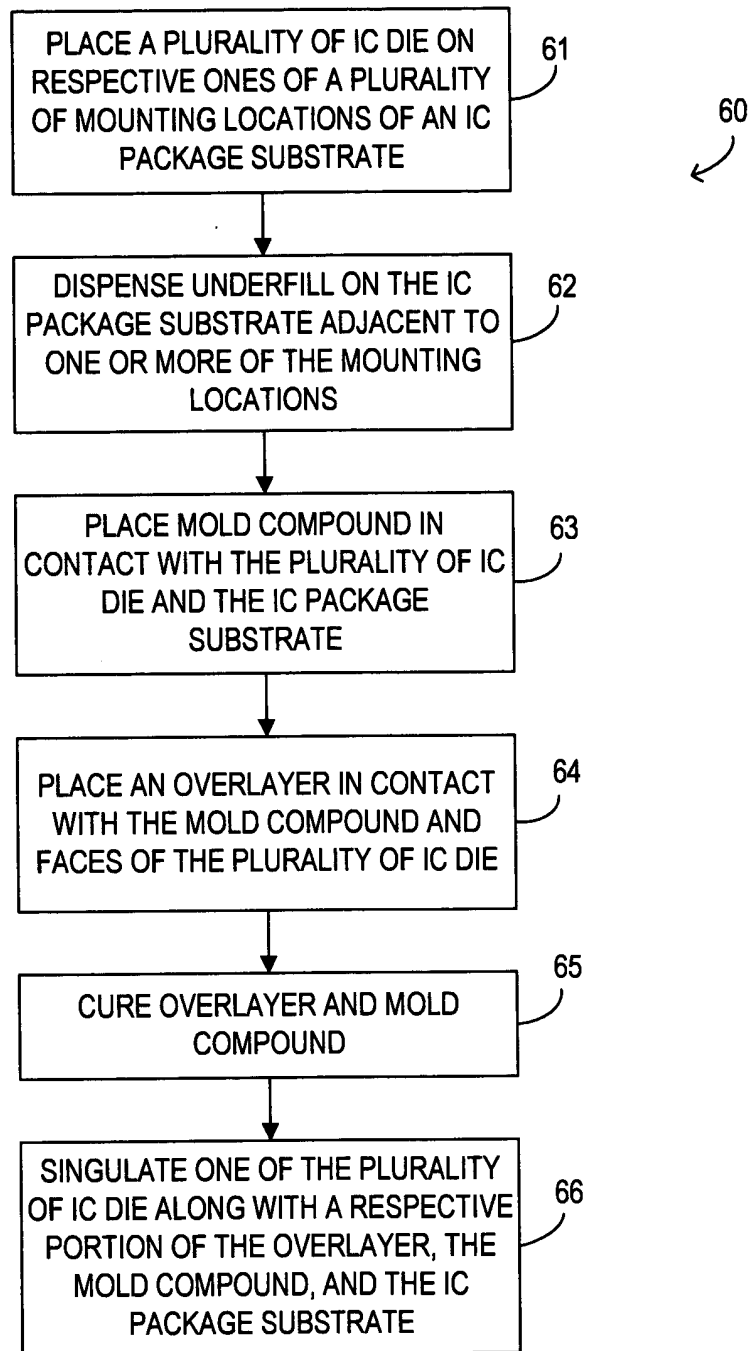 PLACE A PLURALITY OF IC DIE ON
RESPECTIVE ONES OF A PLURALITY
OF MOUNTING LOCATIONS OF AN IC
PACKAGE SUBSTRATE
61
60
DISPENSE UNDERFILL ON THE IC
PACKAGE SUBSTRATE ADJACENT TO
ONE OR MORE OF THE MOUNTING
LOCATIONS
62
PLACE MOLD COMPOUND IN
CONTACT WITH THE PLURALITY OF IC
DIE AND THE IC PACKAGE
SUBSTRATE
63
PLACE AN OVERLAYER IN CONTACT
WITH THE MOLD COMPOUND AND
FACES OF THE PLURALITY OF IC DIE
64
CURE OVERLAYER AND MOLD
COMPOUND
65
SINGULATE ONE OF THE PLURALITY
OF IC DIE ALONG WITH A RESPECTIVE
PORTION OF THE OVERLAYER, THE
MOLD COMPOUND, AND THE IC
PACKAGE SUBSTRATE
66